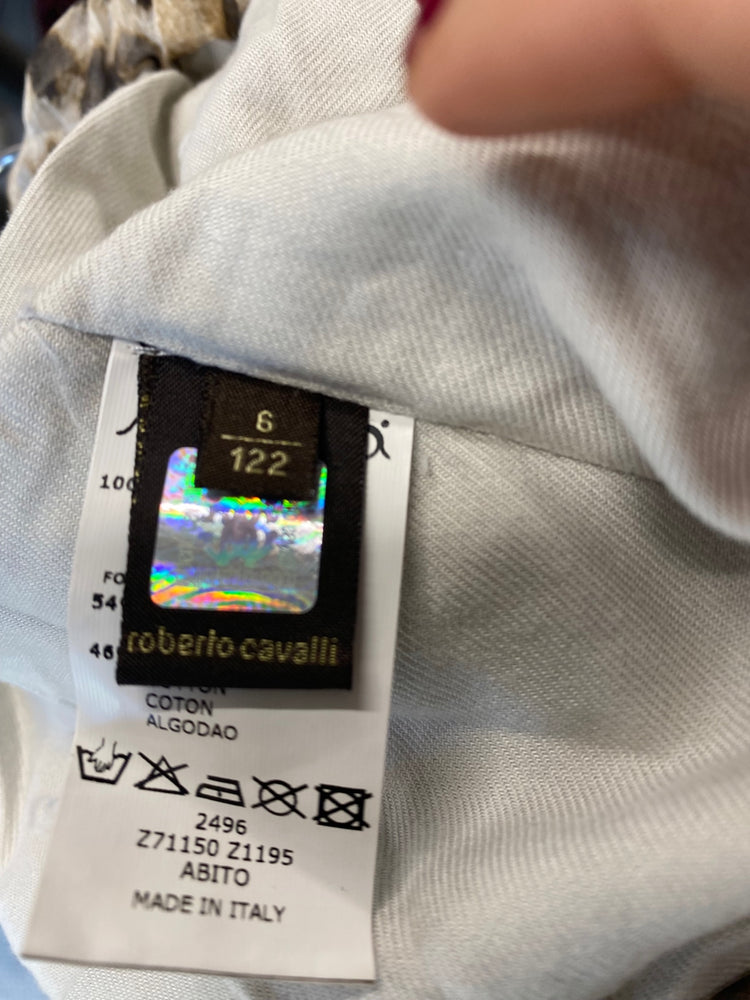 6
122
100
FO
54
46
roberto cavalli
COTON
ALGODAO
2496
Z71150 Z1195
ABITO
MADE IN ITALY